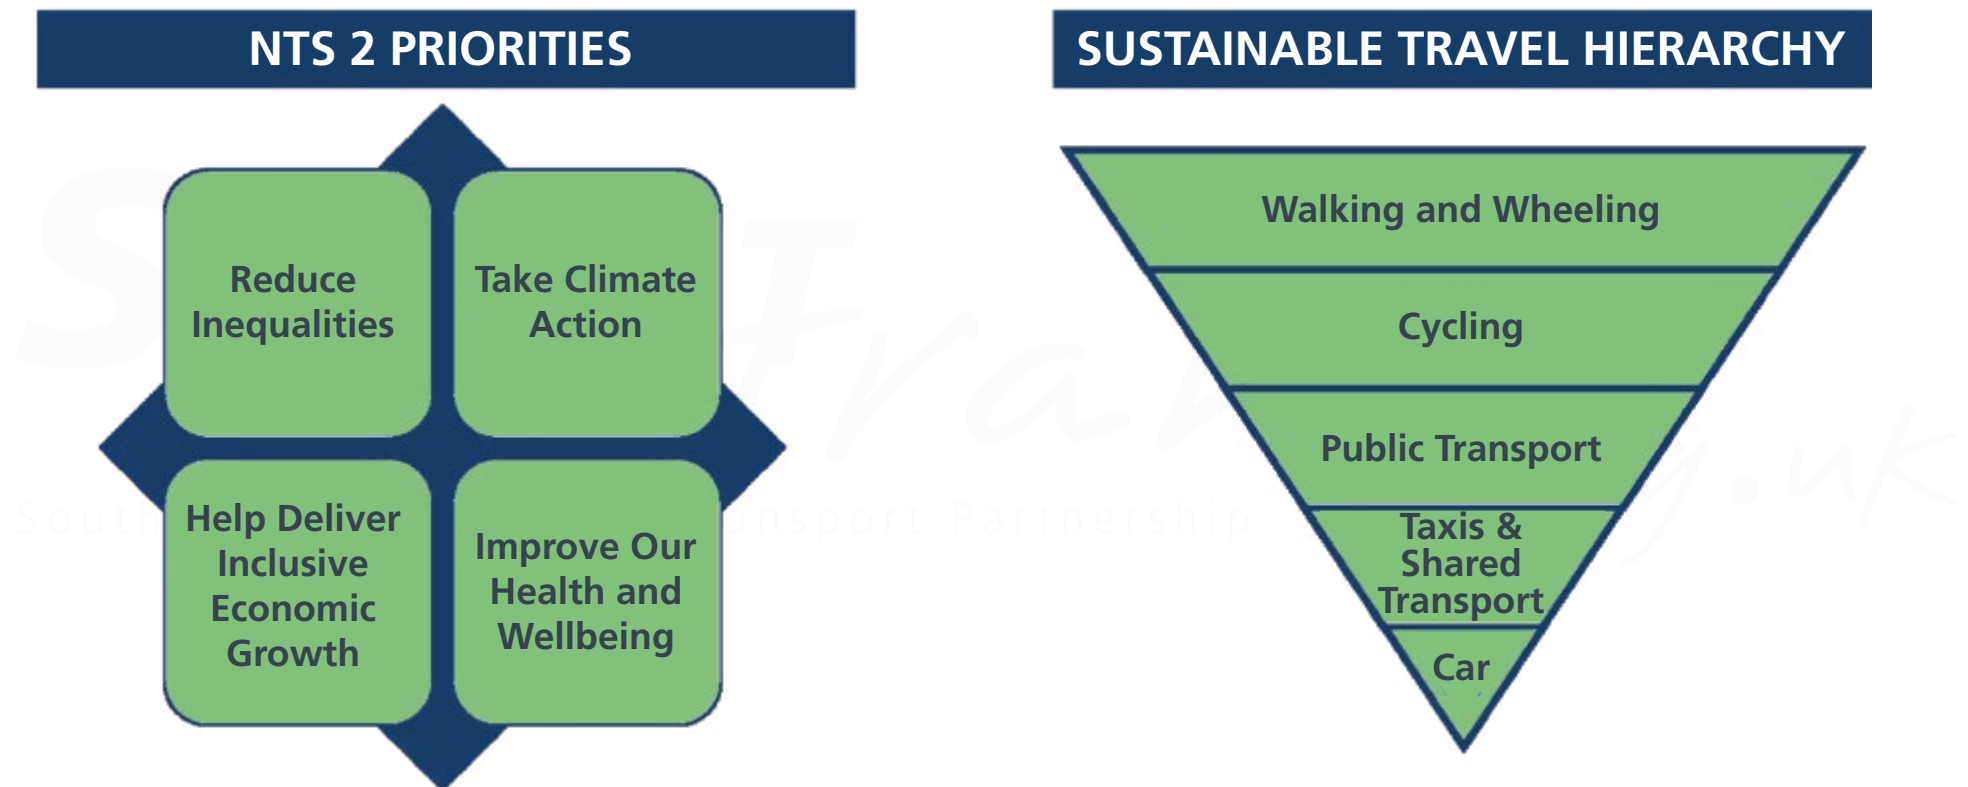 NTS 2 PRIORITIES
Reduce
Inequalities
Take Climate
Action
Help Deliver
Inclusive
Economic
Growth
Improve Our
Health and
Wellbeing
SUSTAINABLE TRAVEL HIERARCHY
Walking and Wheeling
Cycling
Public Transport
Taxis &
Shared
Transport
Car
Partnership